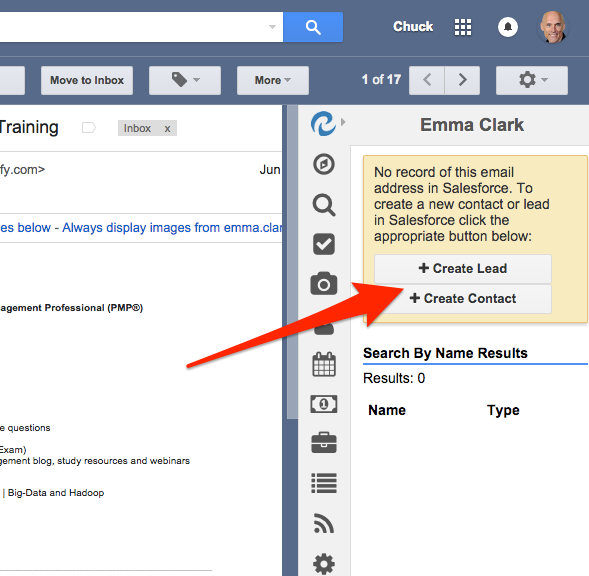 Chuck
Move to Inbox
More
1 of 17
Training
Inbox x
fy.com>
Jun
es below - Always display images from emma.clar
agement Professional (PMP®)
e questions
Exam)
gement blog, study resources and webinars
| Big-Data and Hadoop
Emma Clark
No record of this email
address in Salesforce. To
create a new contact or lead
in Salesforce click the
appropriate button below:
+ Create Lead
+ Create Contact
Search By Name Results
Results: 0
Name Type